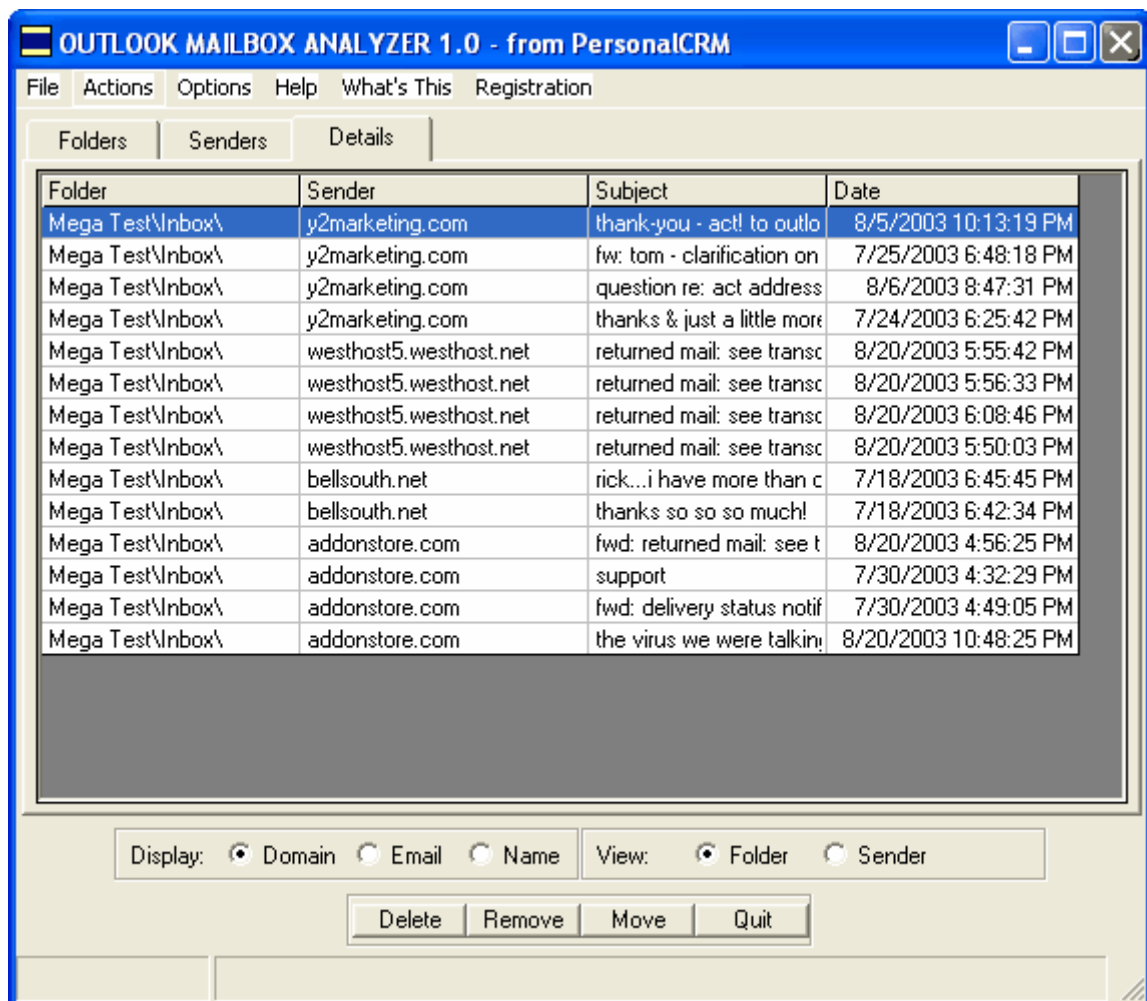 OUTLOOK MAILBOX ANALYZER 1.0 - from PersonalCRM
File Actions Options Help What's This Registration
Folders Senders Details
Folder Sender Subject Date
Mega Test\Inbox\ y2marketing.com thank-you - act! to outlo 8/5/2003 10:13:19 PM
Mega Test\Inbox\ y2marketing.com fw: tom - clarification on 7/25/2003 6:48:18 PM
Mega Test\Inbox\ y2marketing.com question re: act address 8/6/2003 8:47:31 PM
Mega Test\Inbox\ y2marketing.com thanks & just a little more 7/24/2003 6:25:42 PM
Mega Test\Inbox\ westhost5.westhost.net returned mail: see transc 8/20/2003 5:55:42 PM
Mega Test\Inbox\ westhost5.westhost.net returned mail: see transc 8/20/2003 5:56:33 PM
Mega Test\Inbox\ westhost5.westhost.net returned mail: see transc 8/20/2003 6:08:46 PM
Mega Test\Inbox\ westhost5.westhost.net returned mail: see transc 8/20/2003 5:50:03 PM
Mega Test\Inbox\ bellsouth.net rick...i have more than c 7/18/2003 6:45:45 PM
Mega Test\Inbox\ bellsouth.net thanks so so so much! 7/18/2003 6:42:34 PM
Mega Test\Inbox\ addonstore.com fwd: returned mail: see t 8/20/2003 4:56:25 PM
Mega Test\Inbox\ addonstore.com support 7/30/2003 4:32:29 PM
Mega Test\Inbox\ addonstore.com fwd: delivery status notif 7/30/2003 4:49:05 PM
Mega Test\Inbox\ addonstore.com the virus we were talking 8/20/2003 10:48:25 PM
Display: Domain Email Name View: Folder Sender
Delete Remove Move Quit